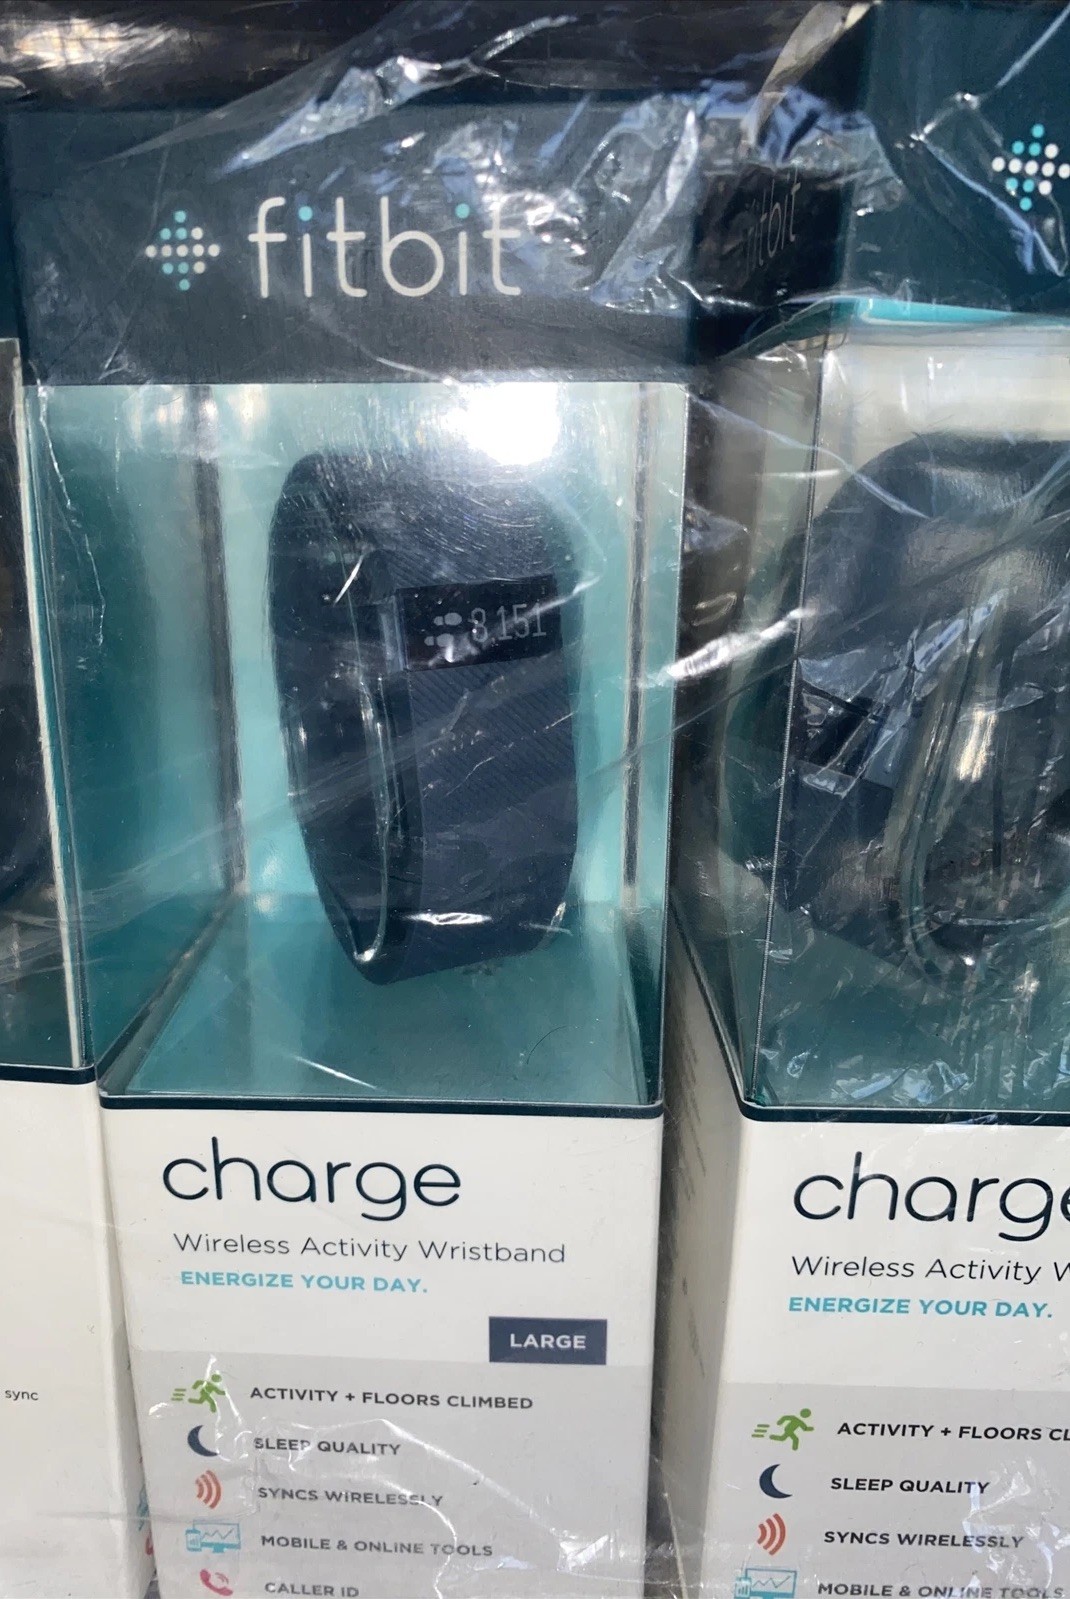 fitbit
fitbit
8,151
charge
Wireless Activity Wristband
ENERGIZE YOUR DAY.
LARGE
ACTIVITY + FLOORS CLIMBED
SLEEP QUALITY
SYNCS WIRELESSLY
MOBILE & ONLINE TOOLS
CALLER ID
sync
charge
Wireless Activity W
ENERGIZE YOUR DAY.
ACTIVITY + FLOORS CL
SLEEP QUALITY
SYNCS WIRELESSLY
MOBILE & ONLINE TOOLS